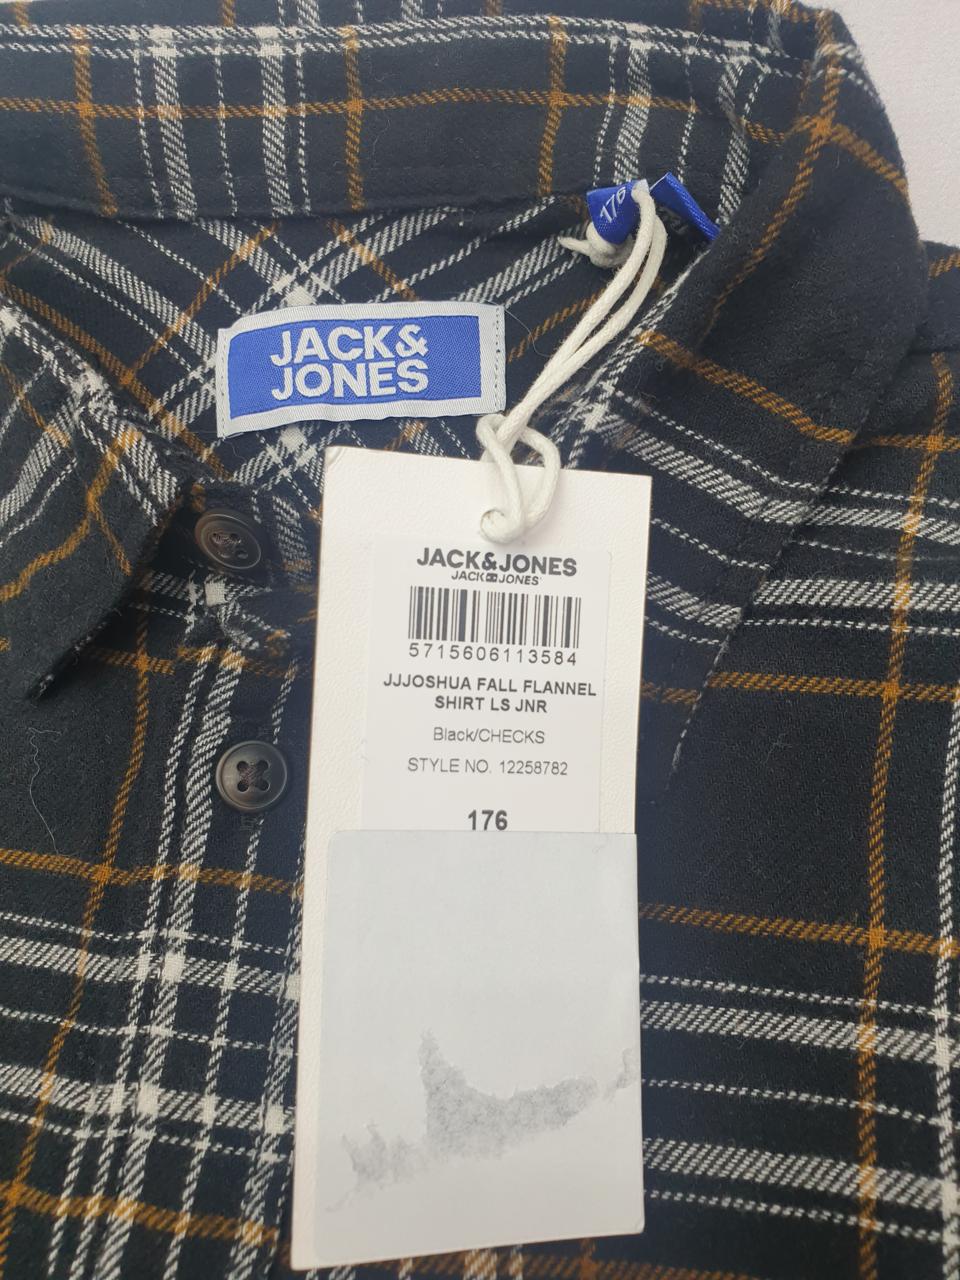 176
JACK&
JONES
JACK&JONES
JACK JONES
5715606113584
JJJOSHUA FALL FLANNEL
SHIRT LS JNR
Black/CHECKS
STYLE NO. 12258782
176